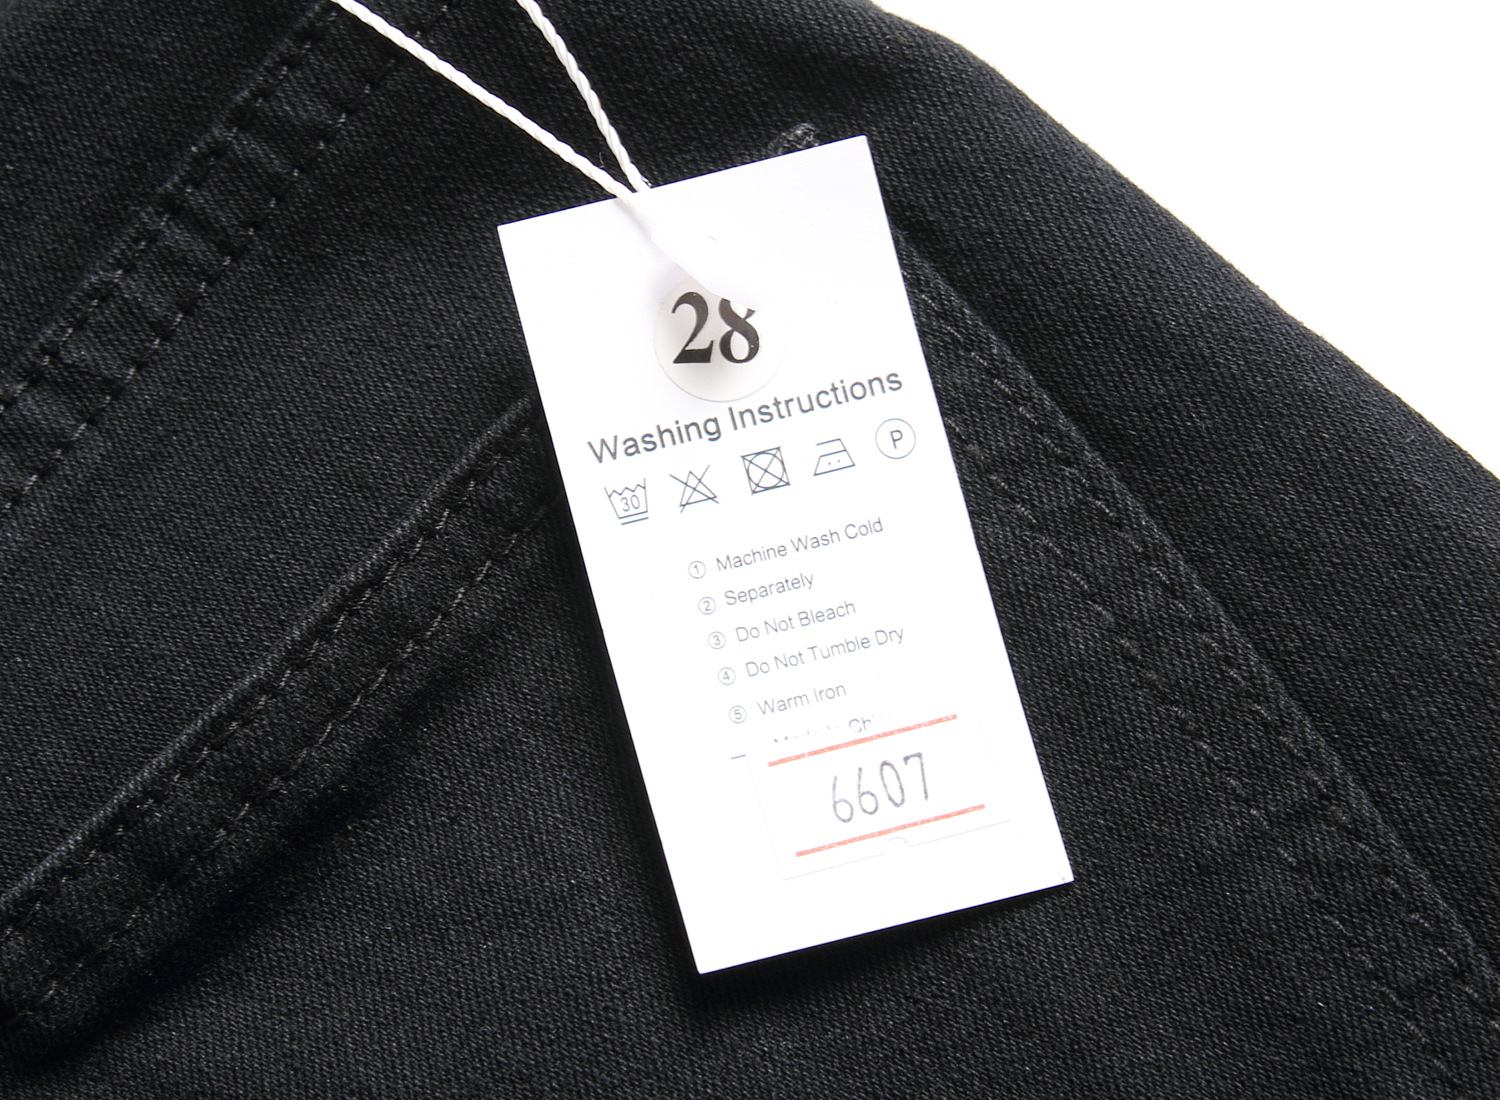 28
Washing Instructions
30 P
① Machine Wash Cold
② Separately
③ Do Not Bleach
④ Do Not Tumble Dry
⑤ Warm Iron
6607